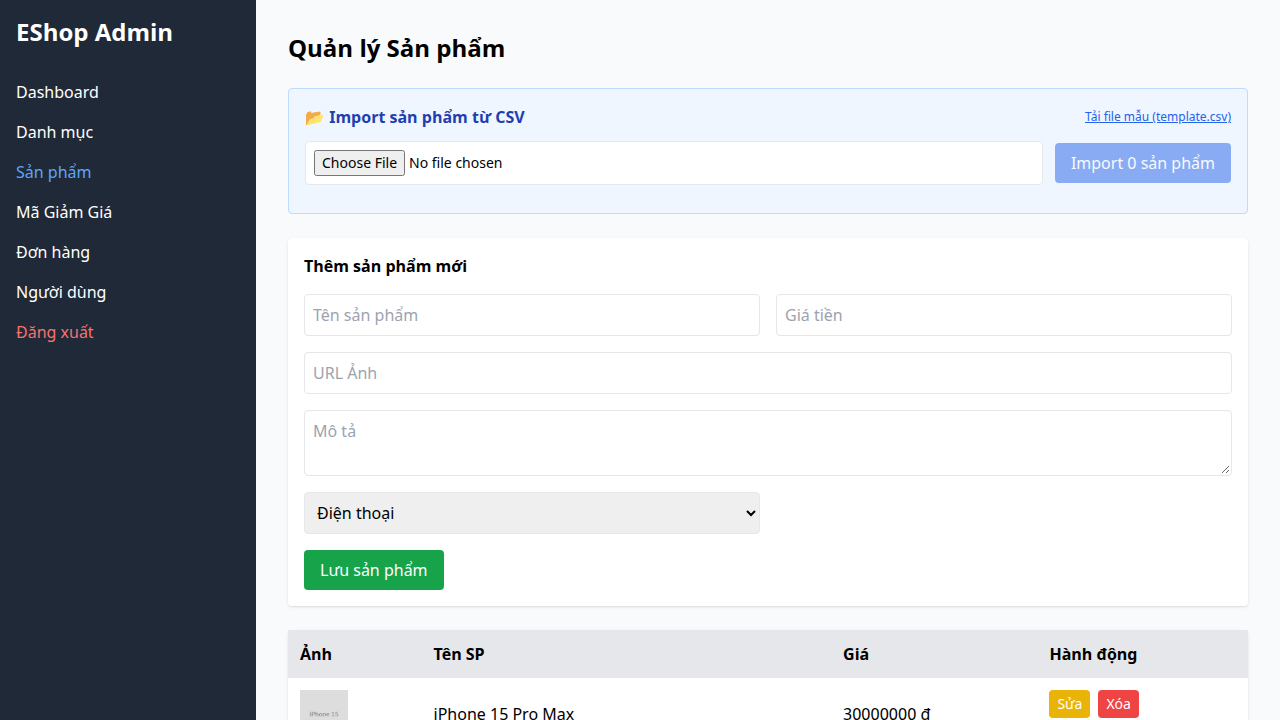 EShop Admin
Dashboard
Danh mục
Sản phẩm
Mã Giảm Giá
Đơn hàng
Người dùng
Đăng xuất
Quản lý Sản phẩm
📂 Import sản phẩm từ CSV
Tải file mẫu (template.csv)
Choose File No file chosen
Import 0 sản phẩm
Thêm sản phẩm mới
Tên sản phẩm
Giá tiền
URL Ảnh
Mô tả
Điện thoại
Lưu sản phẩm
Ảnh Tên SP Giá Hành động
iPhone 15
iPhone 15 Pro Max 30000000 đ Sửa Xóa